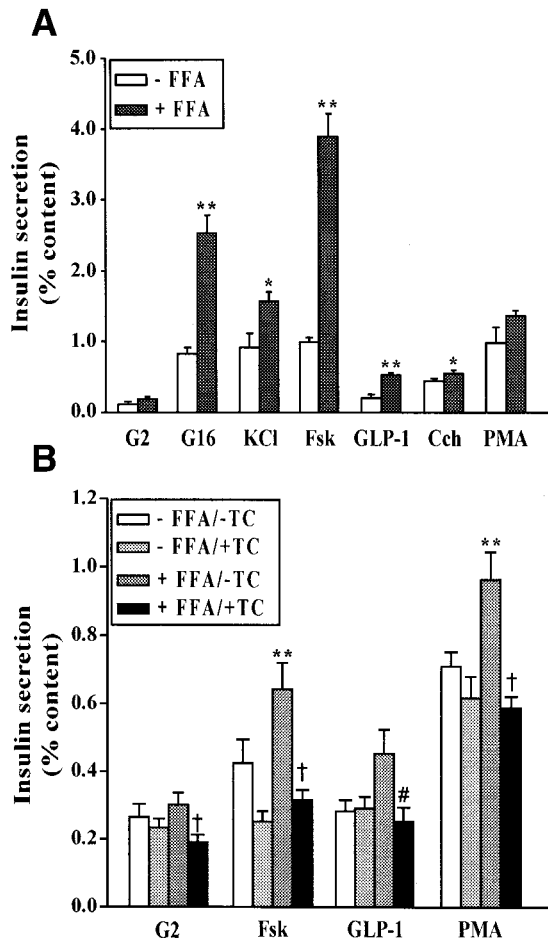 A
Insulin secretion
(% content)
5.0
4.0
3.0
2.0
1.0
0.0
- FFA
+ FFA
**
*
**
**
*
G2 G16 KCl Fsk GLP-1 Cch PMA
B
Insulin secretion
(% content)
1.2
1.0
0.8
0.6
0.4
0.2
0.0
- FFA/-TC
- FFA/+TC
+ FFA/-TC
+ FFA/+TC
†
**
†
#
**
†
G2 Fsk GLP-1 PMA